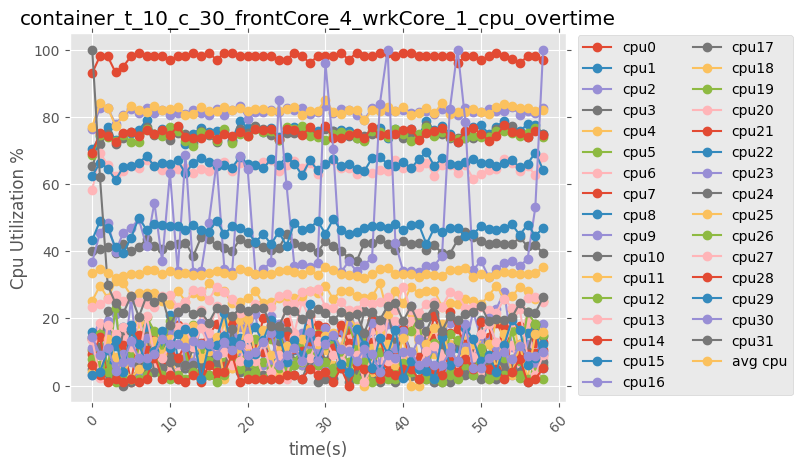 container_t_10_c_30_frontCore_4_wrkCore_1_cpu_overtime
Cpu Utilization %
100
80
60
40
20
0
0
10
20
30
40
50
60
time(s)
cpu0
cpu1
cpu2
cpu3
cpu4
cpu5
cpu6
cpu7
cpu8
cpu9
cpu10
cpu11
cpu12
cpu13
cpu14
cpu15
cpu16
cpu17
cpu18
cpu19
cpu20
cpu21
cpu22
cpu23
cpu24
cpu25
cpu26
cpu27
cpu28
cpu29
cpu30
cpu31
avg cpu